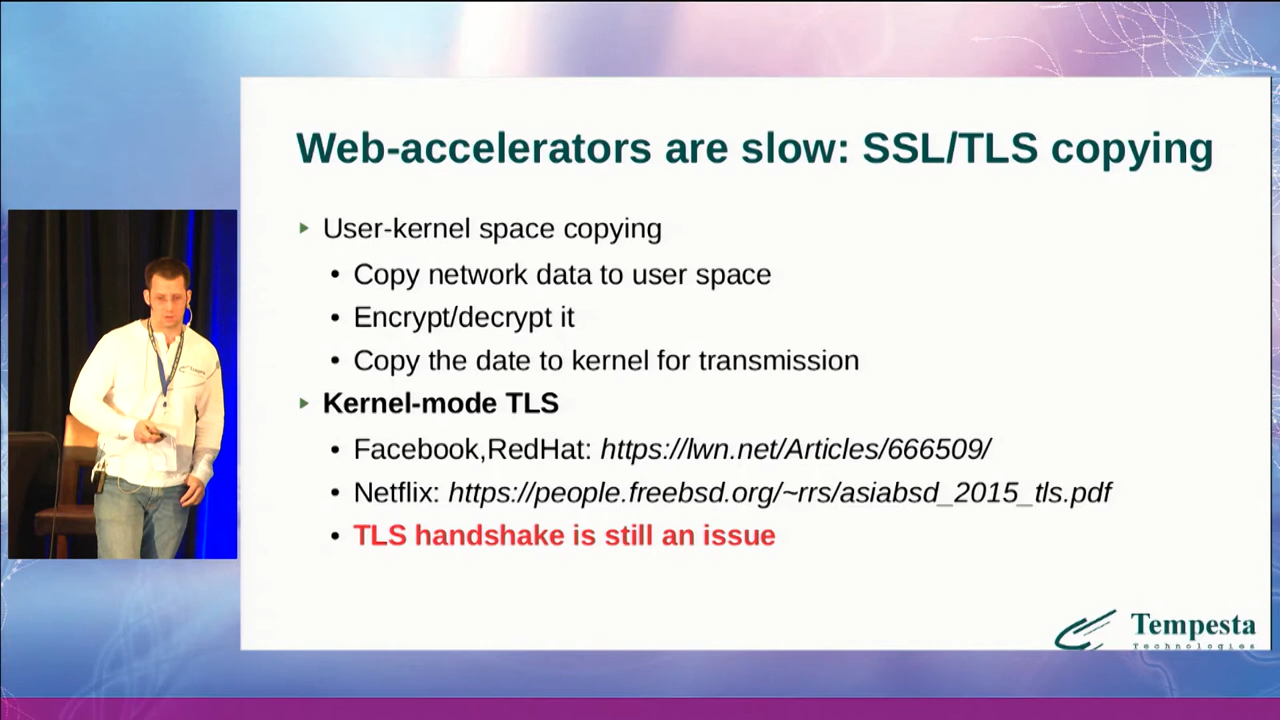 Web-accelerators are slow: SSL/TLS copying
User-kernel space copying
Copy network data to user space
Encrypt/decrypt it
Copy the date to kernel for transmission
Kernel-mode TLS
Facebook,RedHat: https://lwn.net/Articles/666509/
Netflix: https://people.freebsd.org/~rrs/asiabsd_2015_tls.pdf
TLS handshake is still an issue
Tempesta
Technologies
Tempesta